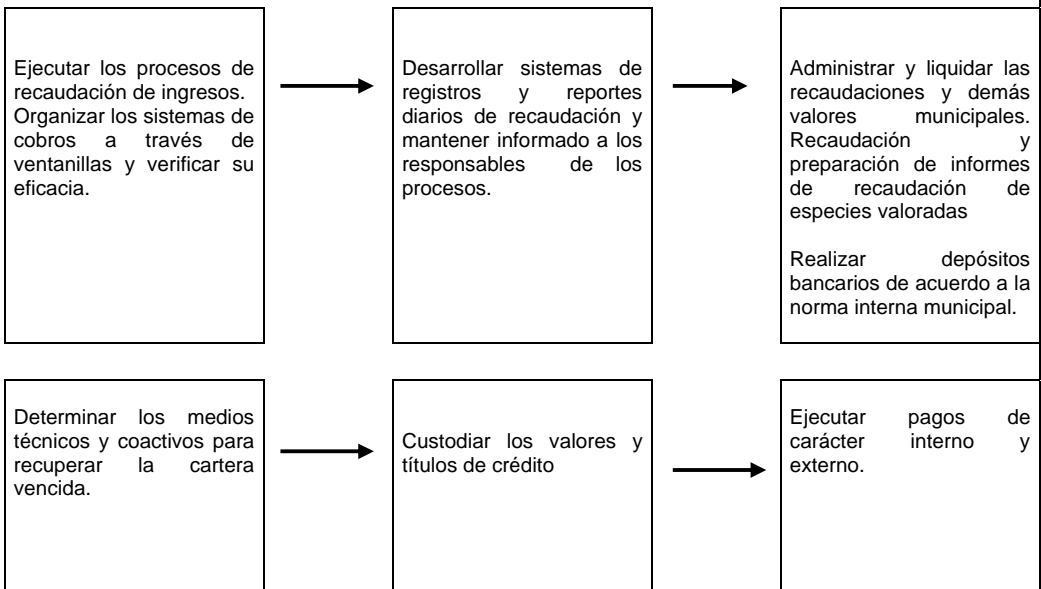 Ejecutar los procesos de
recaudación de ingresos.
Organizar los sistemas de
cobros a través de
ventanillas y verificar su
eficacia.
Desarrollar sistemas de
registros y reportes
diarios de recaudación y
mantener informado a los
responsables de los
procesos.
Administrar y liquidar las
recaudaciones y demás
valores municipales.
Recaudación y
preparación de informes
de recaudación de
especies valoradas
Realizar depósitos
bancarios de acuerdo a la
norma interna municipal.
Determinar los medios
técnicos y coactivos para
recuperar la cartera
vencida.
Custodiar los valores y
títulos de crédito
Ejecutar pagos de
carácter interno y
externo.